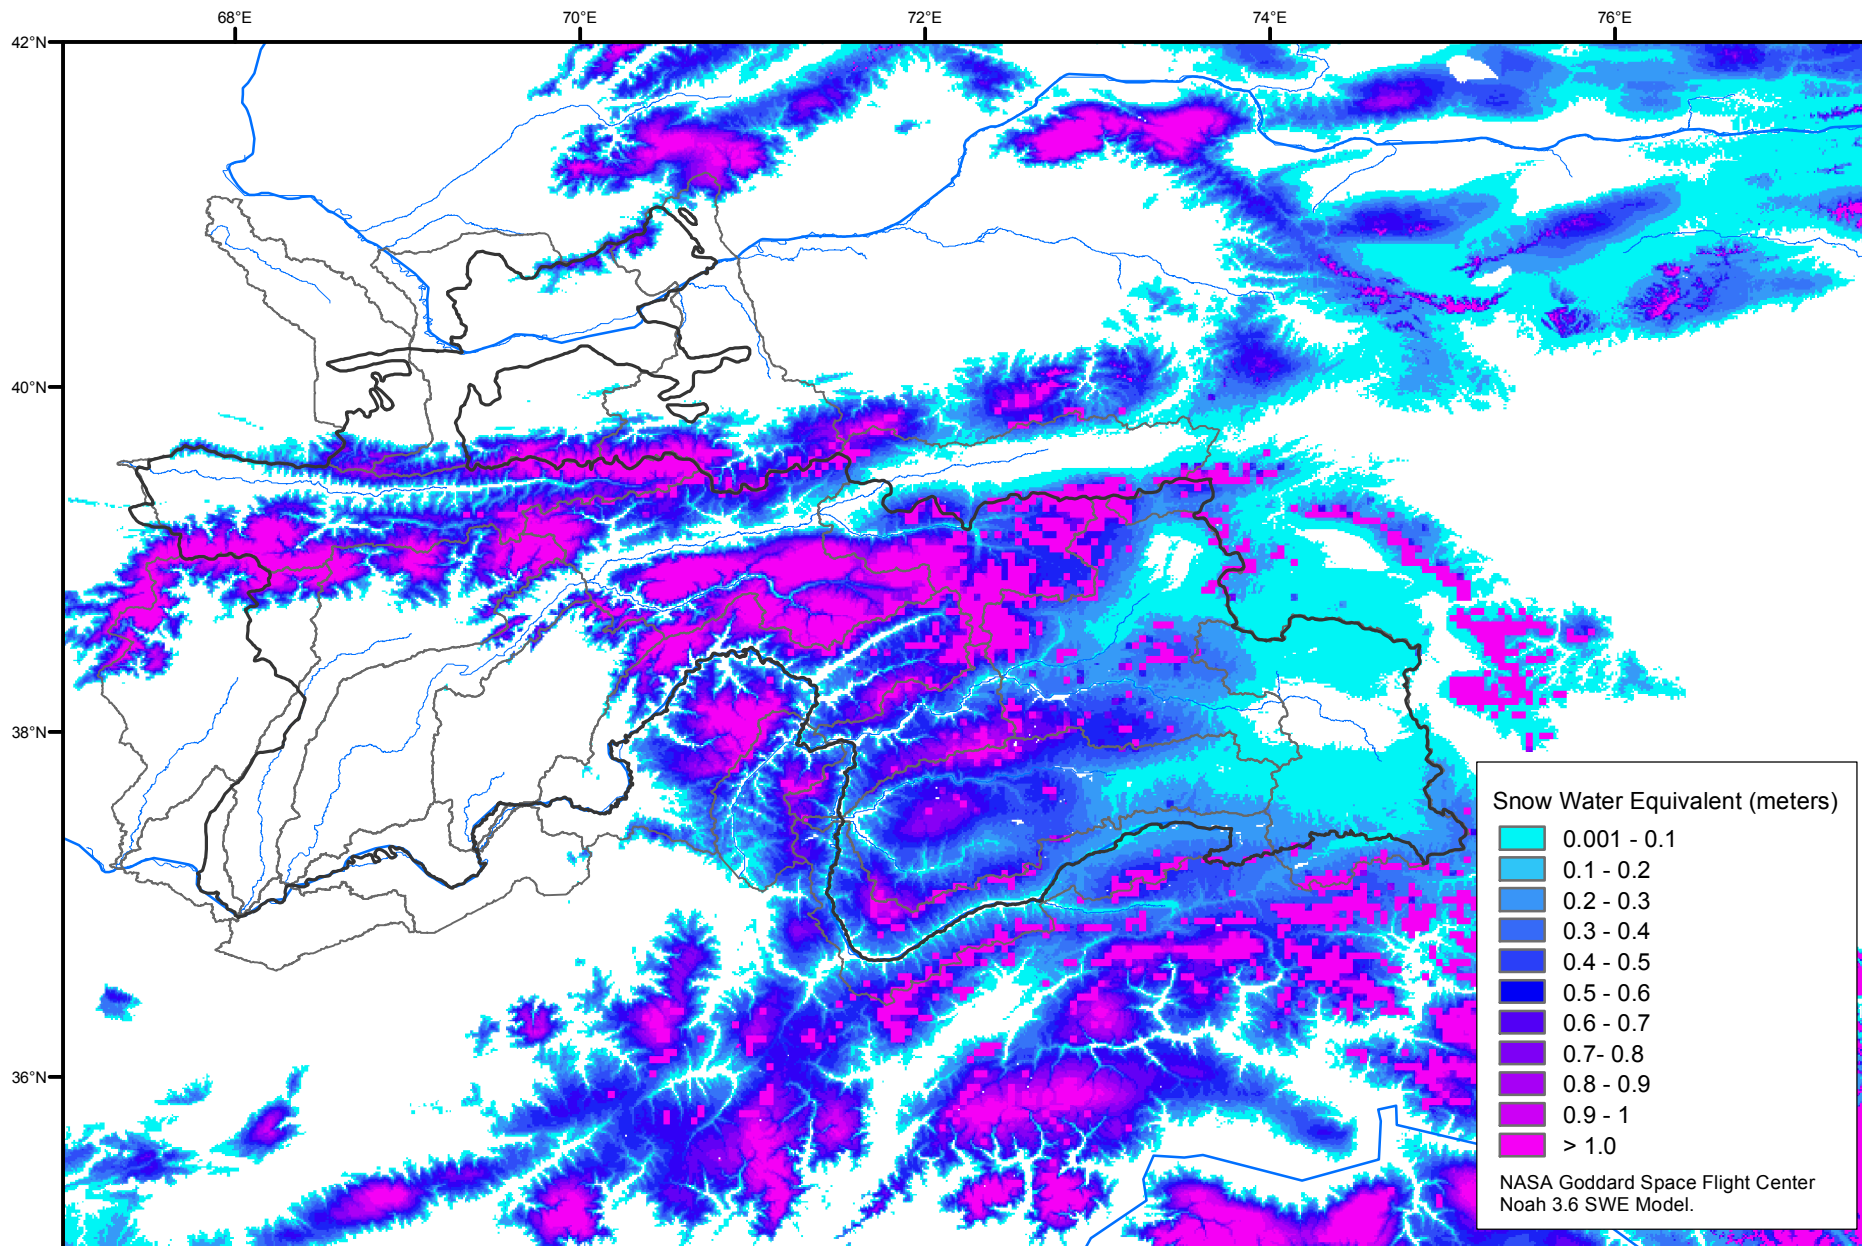 68°E
70°E
72°E
74°E
76°E
42°N
40°N
38°N
36°N
Snow Water Equivalent (meters)
0.001 - 0.1
0.1 - 0.2
0.2 - 0.3
0.3 - 0.4
0.4 - 0.5
0.5 - 0.6
0.6 - 0.7
0.7- 0.8
0.8 - 0.9
0.9 - 1
> 1.0
NASA Goddard Space Flight Center
Noah 3.6 SWE Model.